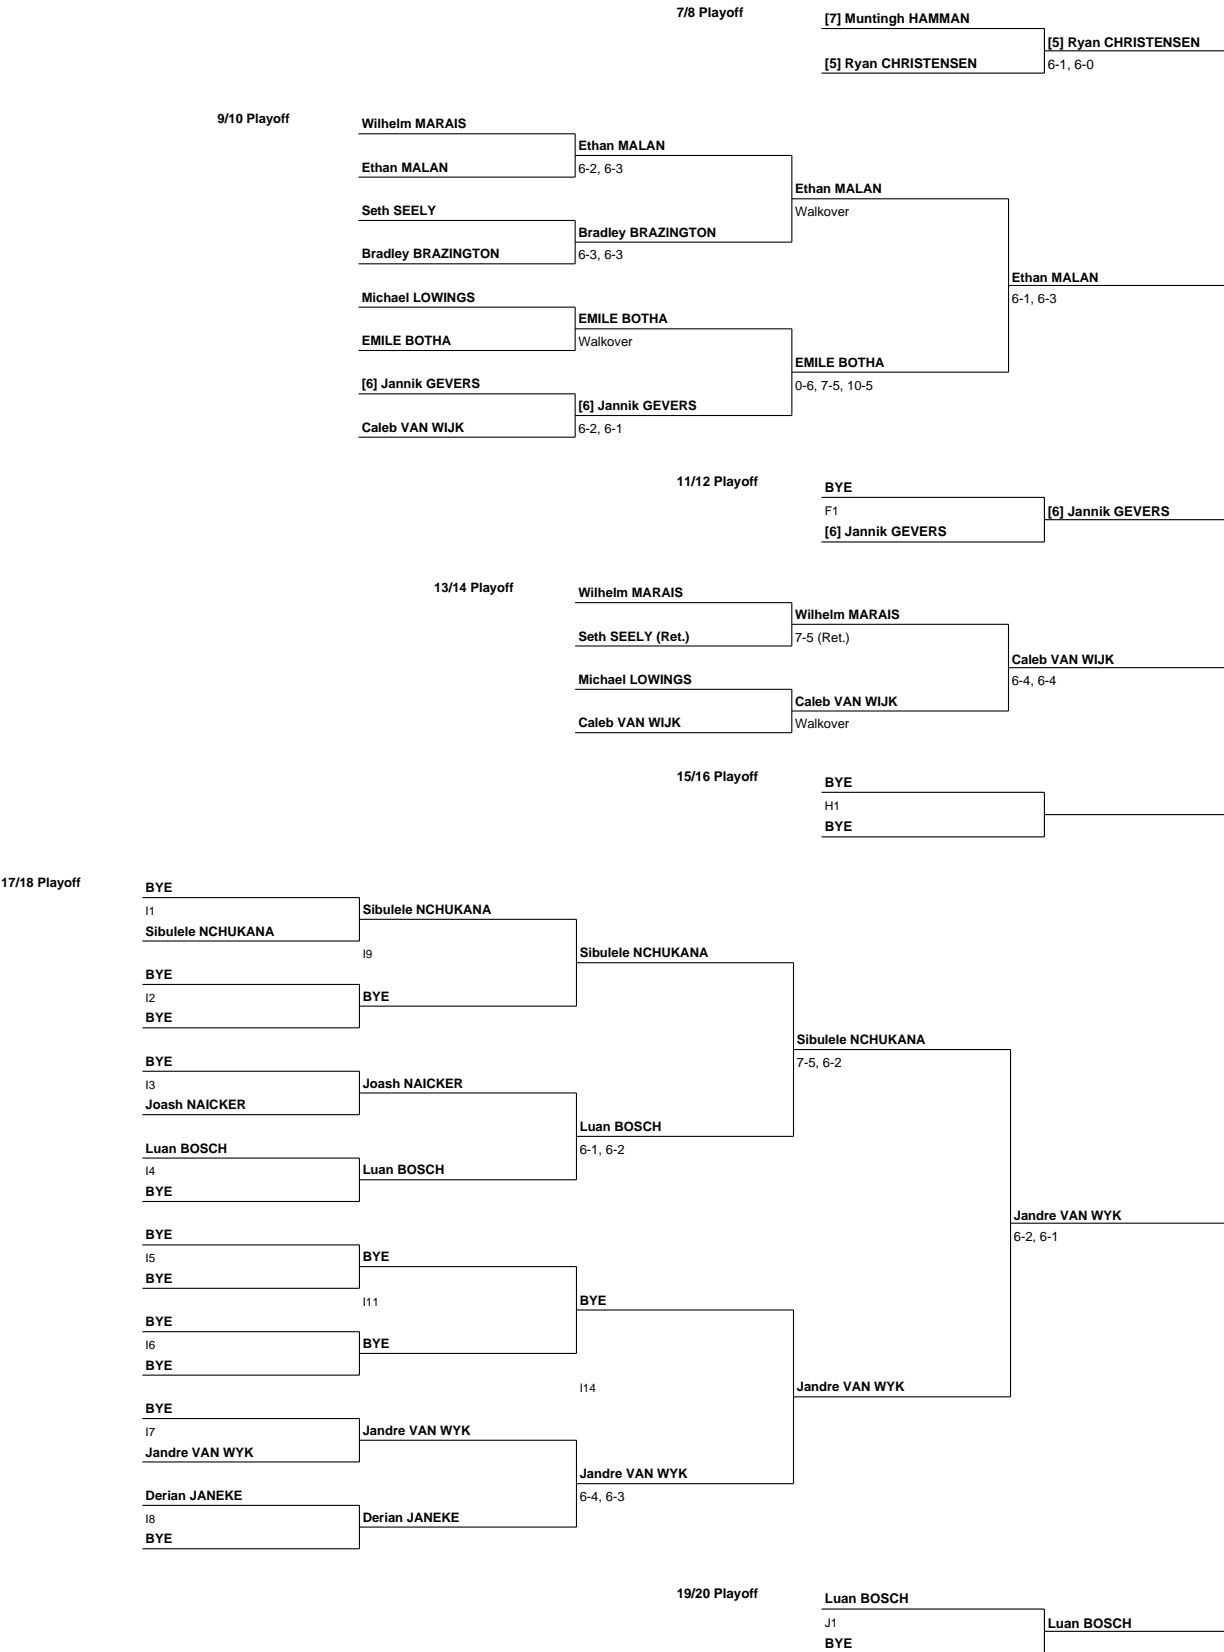 7/8 Playoff
[7] Muntingh HAMMAN
[5] Ryan CHRISTENSEN
[5] Ryan CHRISTENSEN
6-1, 6-0
9/10 Playoff
Wilhelm MARAIS
Ethan MALAN
Ethan MALAN
6-2, 6-3
Ethan MALAN
Walkover
Seth SEELY
Bradley BRAZINGTON
Bradley BRAZINGTON
6-3, 6-3
Ethan MALAN
6-1, 6-3
Michael LOWINGS
EMILE BOTHA
EMILE BOTHA
Walkover
EMILE BOTHA
0-6, 7-5, 10-5
[6] Jannik GEVERS
[6] Jannik GEVERS
Caleb VAN WIJK
6-2, 6-1
11/12 Playoff
BYE
F1
[6] Jannik GEVERS
[6] Jannik GEVERS
13/14 Playoff
Wilhelm MARAIS
Wilhelm MARAIS
Seth SEELY (Ret.)
7-5 (Ret.)
Caleb VAN WIJK
6-4, 6-4
Michael LOWINGS
Caleb VAN WIJK
Caleb VAN WIJK
Walkover
15/16 Playoff
BYE
H1
BYE
17/18 Playoff
BYE
I1
Sibulele NCHUKANA
Sibulele NCHUKANA
I9
Sibulele NCHUKANA
BYE
I2
BYE
BYE
Sibulele NCHUKANA
7-5, 6-2
BYE
I3
Joash NAICKER
Joash NAICKER
Luan BOSCH
6-1, 6-2
Luan BOSCH
I4
Luan BOSCH
BYE
Jandre VAN WYK
6-2, 6-1
BYE
I5
BYE
BYE
I11
BYE
BYE
I6
BYE
BYE
I14
Jandre VAN WYK
BYE
I7
Jandre VAN WYK
Jandre VAN WYK
Jandre VAN WYK
6-4, 6-3
Derian JANEKE
I8
Derian JANEKE
BYE
19/20 Playoff
Luan BOSCH
J1
Luan BOSCH
BYE